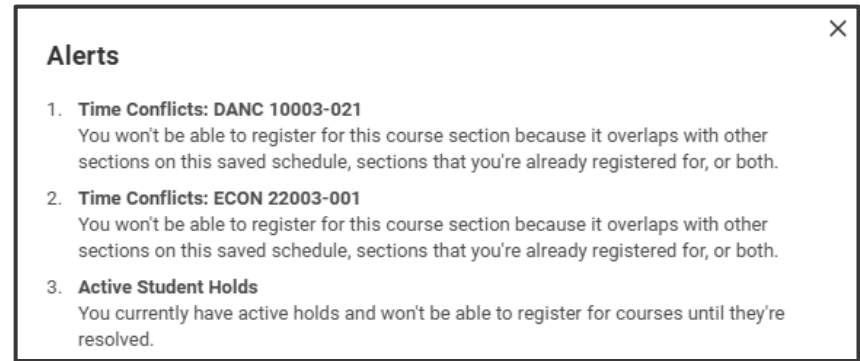 Alerts
1. Time Conflicts: DANC 10003-021
You won't be able to register for this course section because it overlaps with other
sections on this saved schedule, sections that you're already registered for, or both.
2. Time Conflicts: ECON 22003-001
You won't be able to register for this course section because it overlaps with other
sections on this saved schedule, sections that you're already registered for, or both.
3. Active Student Holds
You currently have active holds and won't be able to register for courses until they're
resolved.